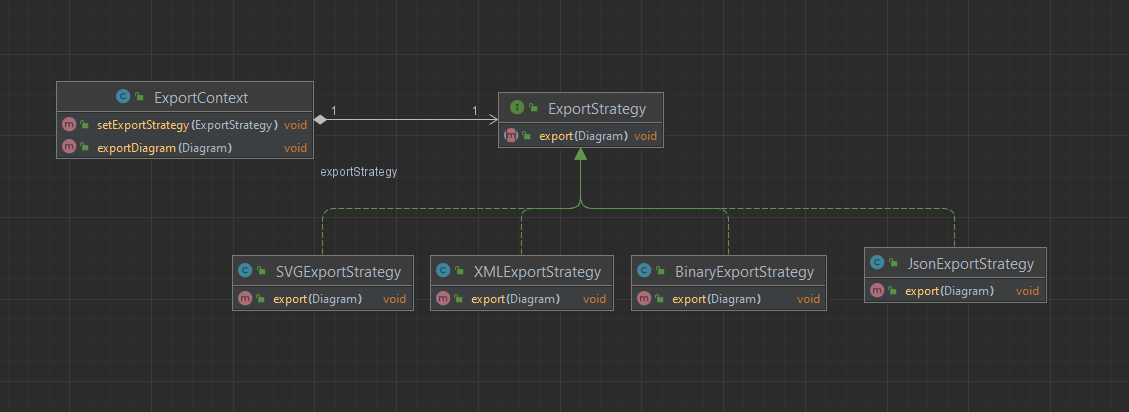 ExportContext
setExportStrategy(ExportStrategy) void
exportDiagram(Diagram) void
1 1
exportStrategy
ExportStrategy
export(Diagram) void
SVGExportStrategy
export(Diagram) void
XMLExportStrategy
export(Diagram) void
BinaryExportStrategy
export(Diagram) void
JsonExportStrategy
export(Diagram) void